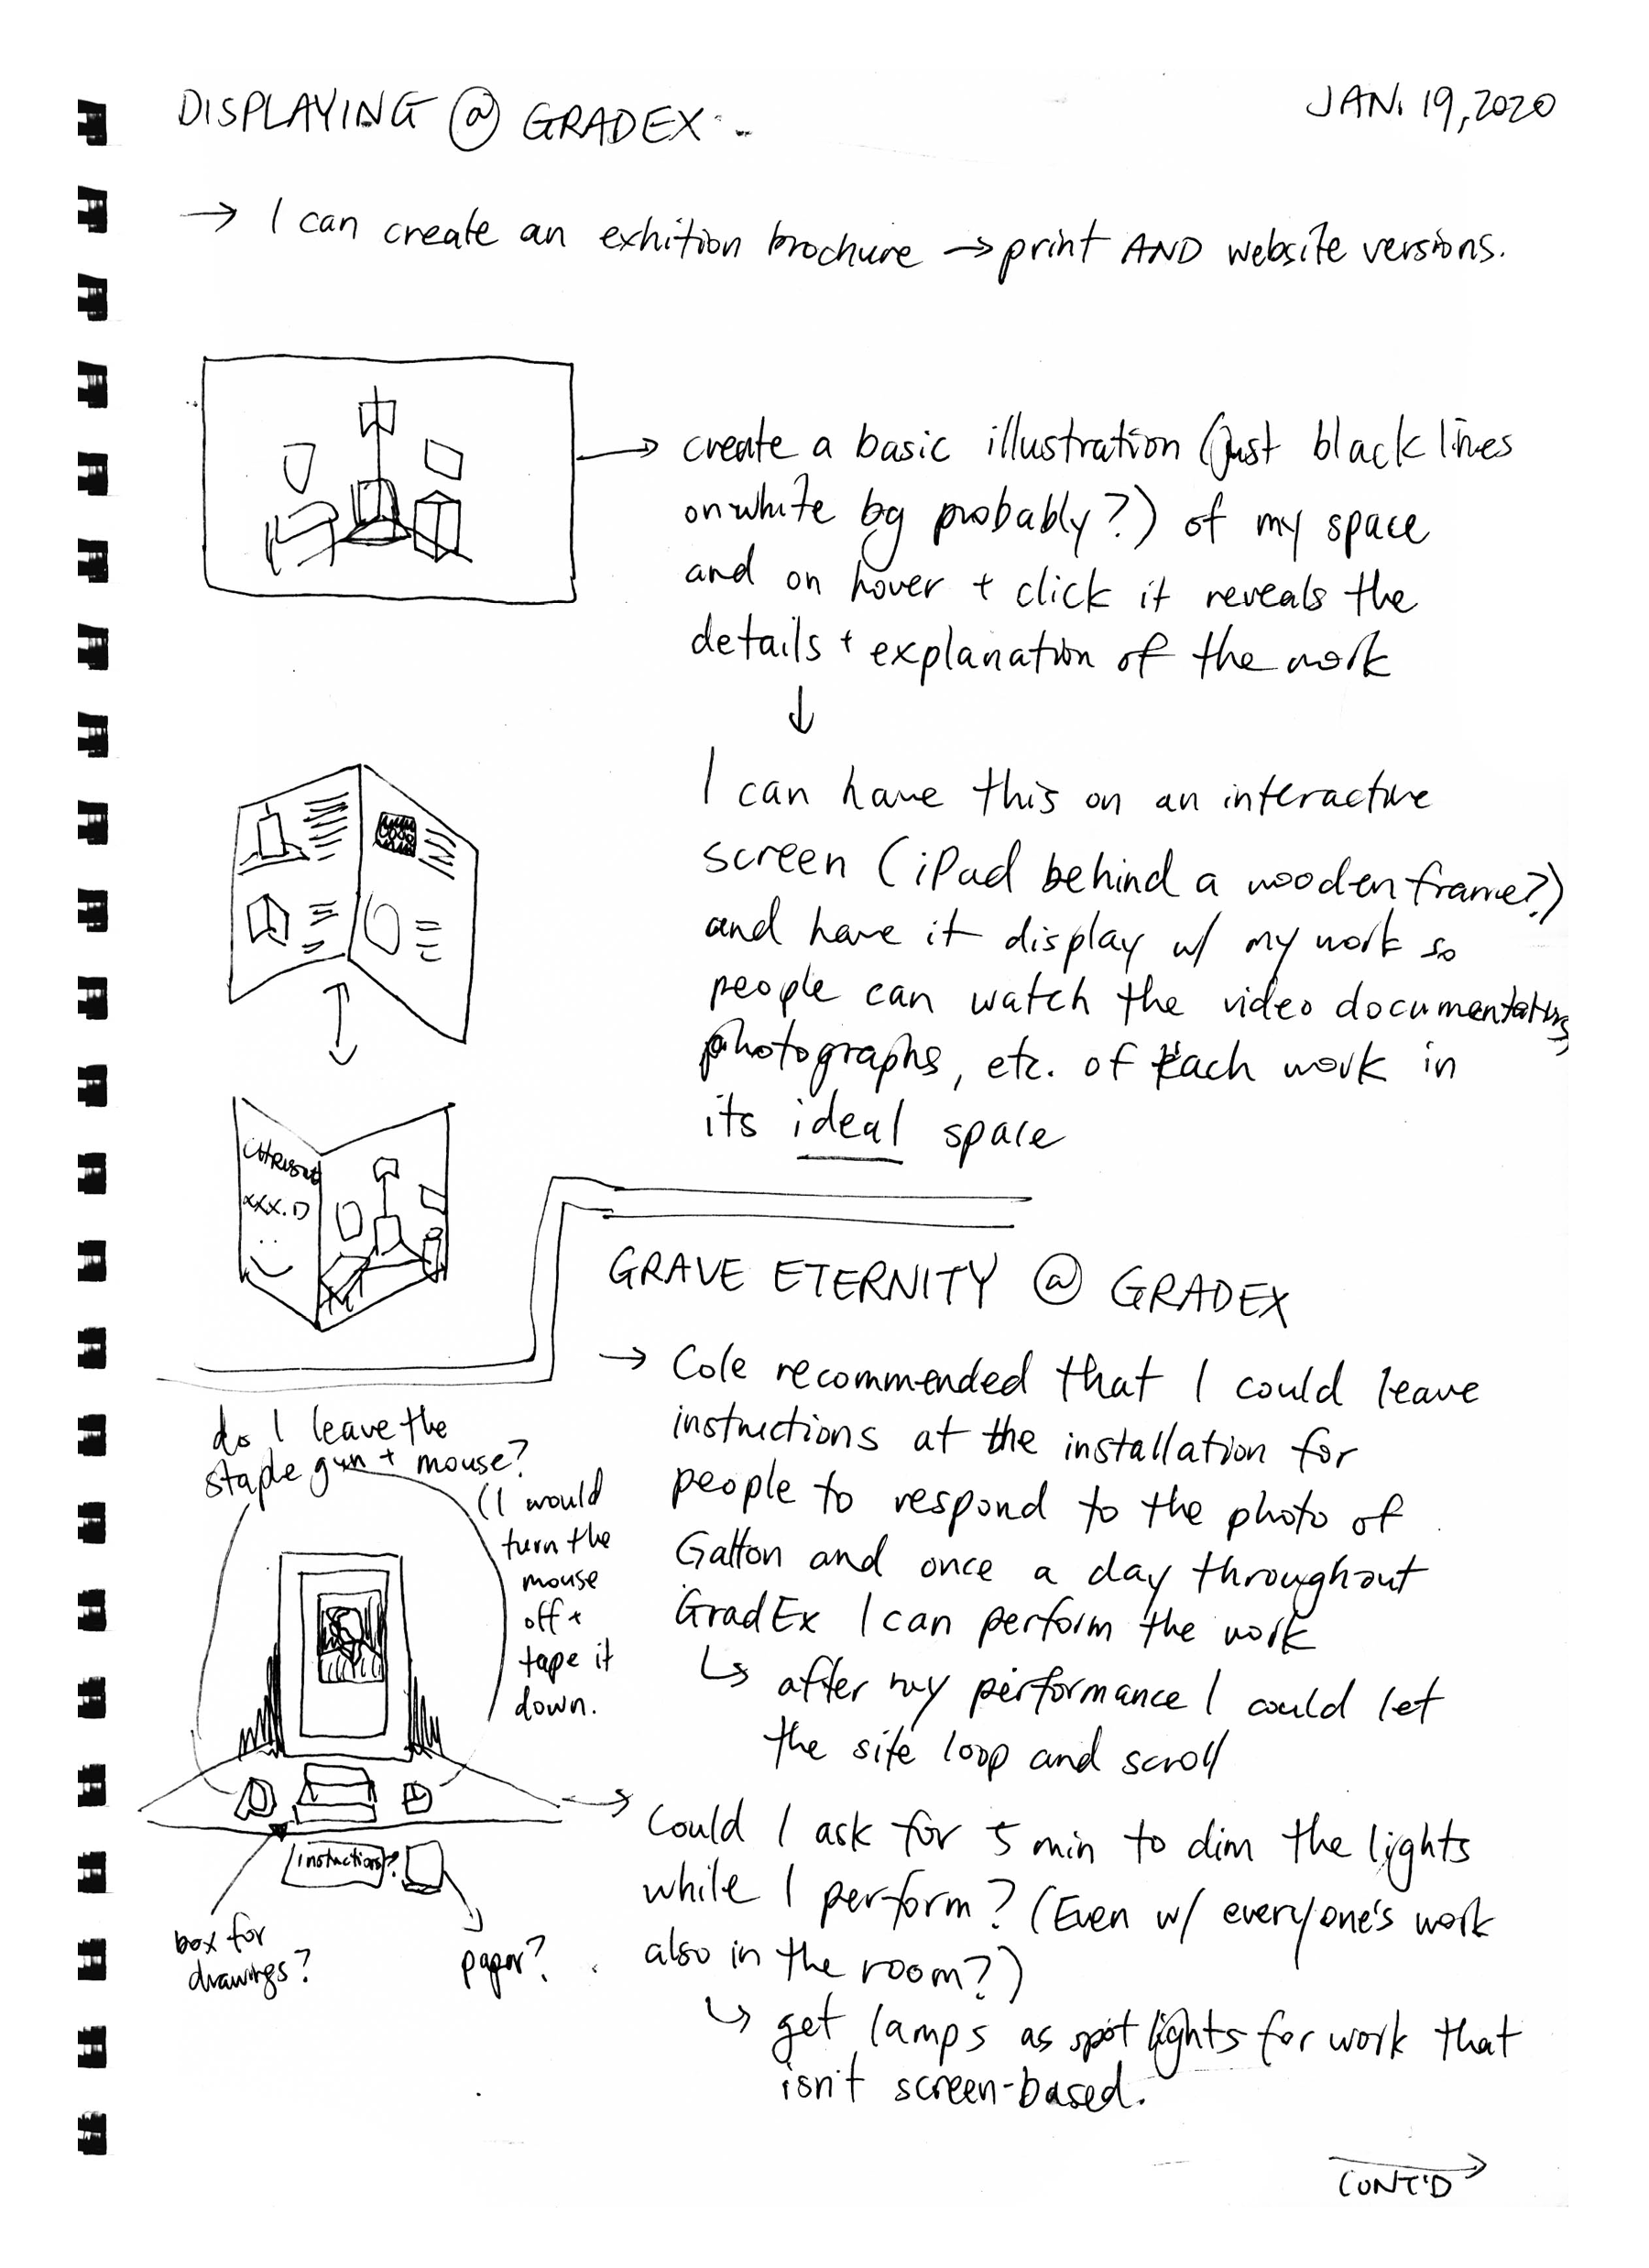 DISPLAYING @ GRADEX
JAN. 19, 2020
→ I can create an exhition brochure → print AND website versions.
→ create a basic illustration (just black lines
on white bg probably?) of my space
and on hover + click it reveals the
details + explanation of the work
↓
I can have this on an interactive
screen (iPad behind a wooden frame?)
and have it display w/ my work so
people can watch the video documentations,
photographs, etc. of each work in
its ideal space
xxx.D
GRAVE ETERNITY @ GRADEX
→ Cole recommended that I could leave
instructions at the installation for
people to respond to the photo of
Galton and once a day throughout
GradEx I can perform the work
↳ after my performance I could let
the site loop and scroll
do I leave the
staple gun + mouse?
(I would
turn the
mouse
off +
tape it
down.
→ Could I ask for 5 min to dim the lights
while I perform? (Even w/ everyone's work
also in the room?)
↳ get lamps as spot lights for work that
isn't screen-based.
instructions?
box for
drawings?
paper?
CONT'D